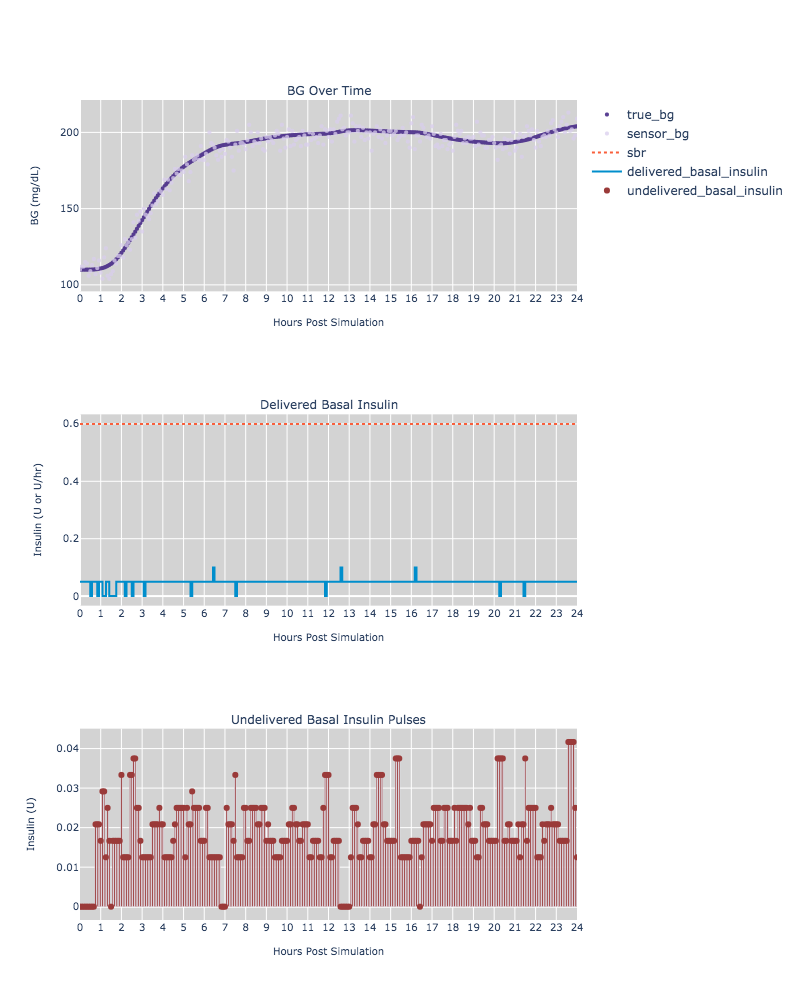 BG Over Time
200
150
100
BG (mg/dL)
0 1 2 3 4 5 6 7 8 9 10 11 12 13 14 15 16 17 18 19 20 21 22 23 24
Hours Post Simulation
true_bg
sensor_bg
sbr
delivered_basal_insulin
undelivered_basal_insulin
Delivered Basal Insulin
0.6
0.4
0.2
0
Insulin (U or U/hr)
0 1 2 3 4 5 6 7 8 9 10 11 12 13 14 15 16 17 18 19 20 21 22 23 24
Hours Post Simulation
Undelivered Basal Insulin Pulses
0.04
0.03
0.02
0.01
0
Insulin (U)
0 1 2 3 4 5 6 7 8 9 10 11 12 13 14 15 16 17 18 19 20 21 22 23 24
Hours Post Simulation